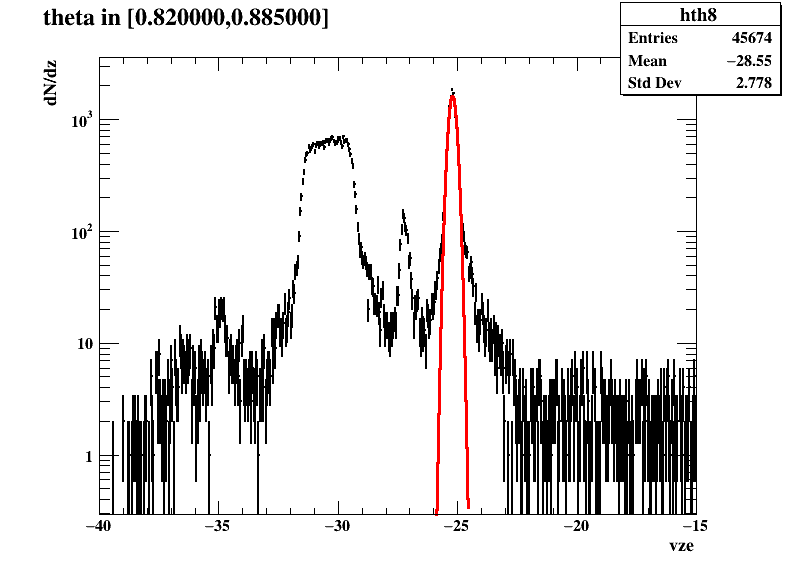 theta in [0.820000,0.885000]
hth8
Entries 45674
Mean −28.55
Std Dev 2.778
dN/dz
10³
10²
10
1
−40 −35 −30 −25 −20 −15
vze